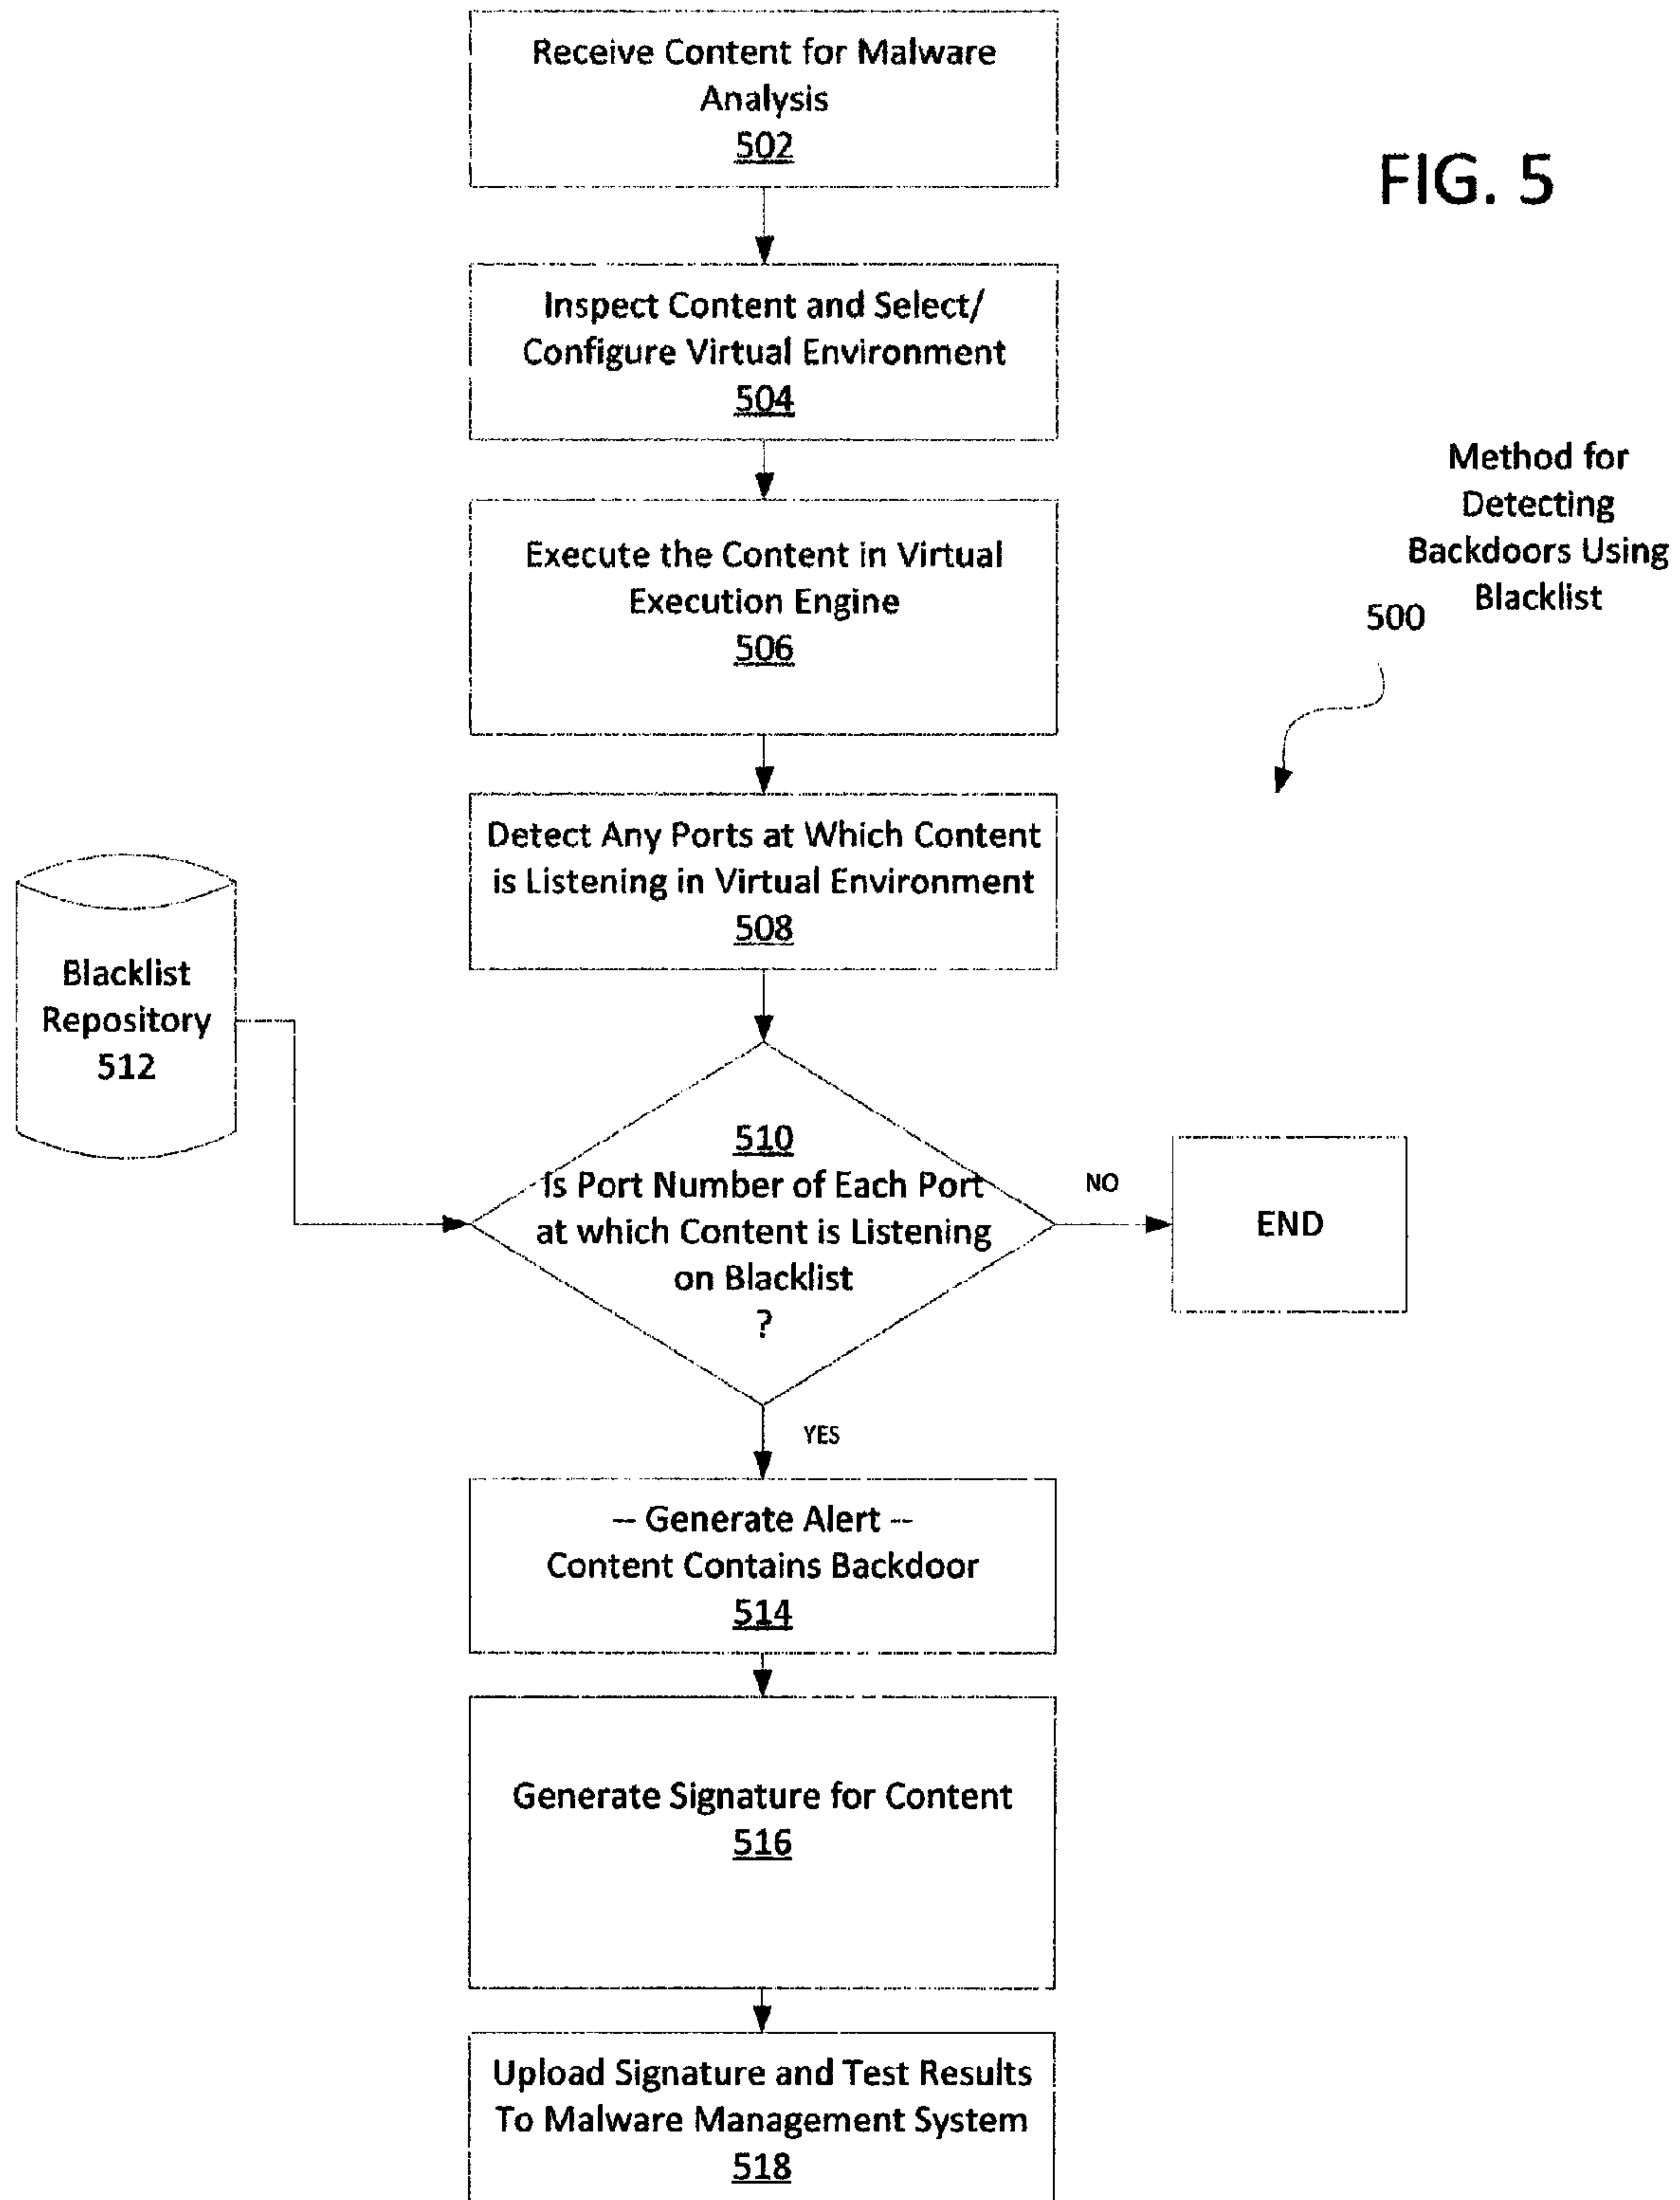 Receive Content for Malware
Analysis
502
FIG. 5
Inspect Content and Select/
Configure Virtual Environment
504
Method for
Detecting
Backdoors Using
Blacklist
500
Execute the Content in Virtual
Execution Engine
506
Detect Any Ports at Which Content
is Listening in Virtual Environment
508
Blacklist
Repository
512
510
Is Port Number of Each Port
at which Content is Listening
on Blacklist
?
NO
END
YES
-- Generate Alert --
Content Contains Backdoor
514
Generate Signature for Content
516
Upload Signature and Test Results
To Malware Management System
518